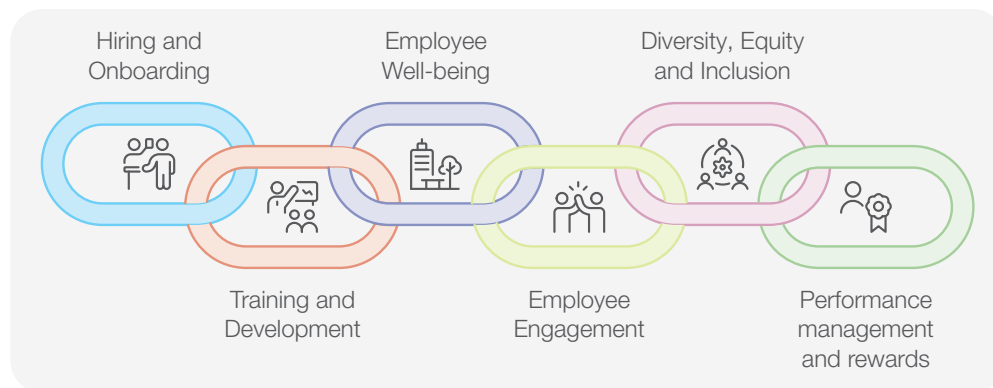 Hiring and
Onboarding
Training and
Development
Employee
Well-being
Employee
Engagement
Diversity, Equity
and Inclusion
Performance
management
and rewards